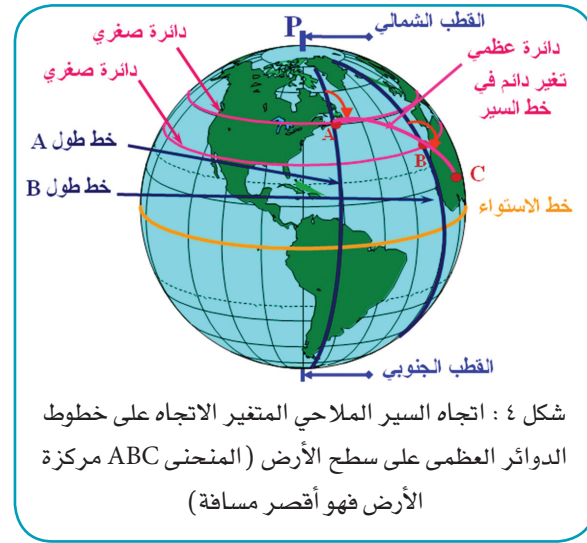 القطب الشمالي
P
دائرة صغري
دائرة صغري
دائرة عظمي
تغير دائم في
خط السير
A
خط طول A
B
C
خط طول B
خط الاستواء
القطب الجنوبي
شكل ٤ : اتجاه السير الملاحي المتغير الاتجاه على خطوط
الدوائر العظمى على سطح الأرض (المنحنى ABC مركزة
الأرض فهو أقصر مسافة)